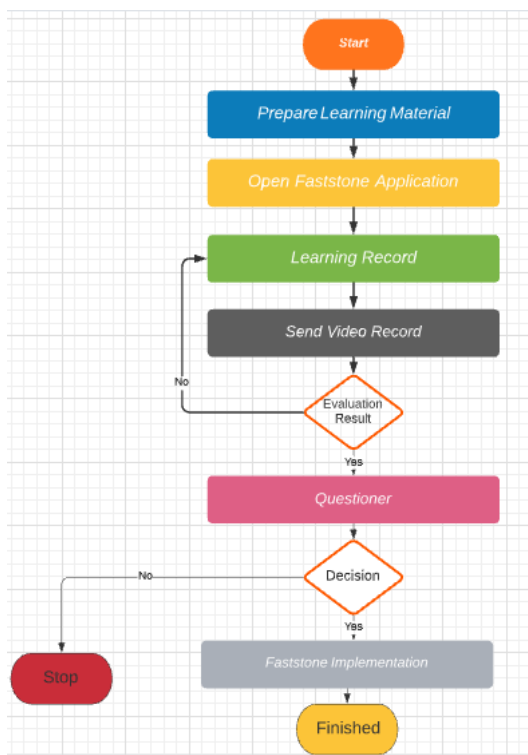 Start
Prepare Learning Material
Open Faststone Application
Learning Record
Send Video Record
No
Evaluation
Result
Yes
Questioner
No
Decision
Yes
Stop
Faststone Implementation
Finished